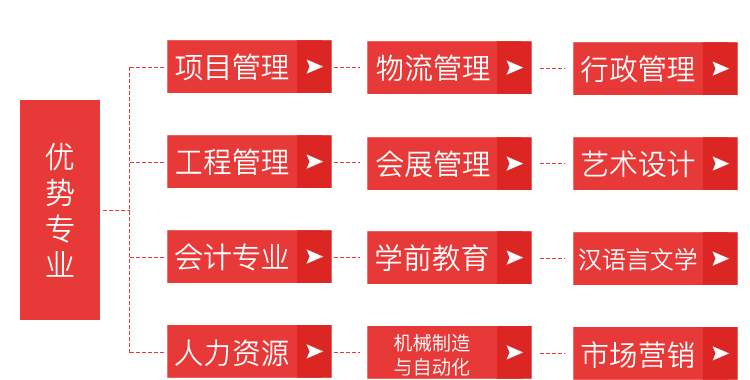 优势专业
项目管理
物流管理
行政管理
工程管理
会展管理
艺术设计
会计专业
学前教育
汉语言文学
人力资源
机械制造
与自动化
市场营销